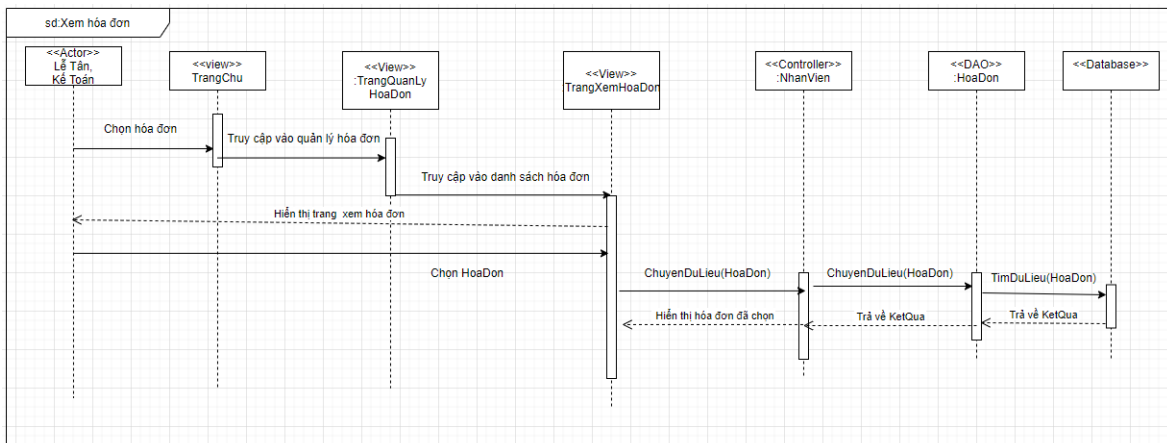 sd:Xem hóa đơn
<<Actor>>
Lễ Tân,
Kế Toán
<<view>>
TrangChu
<<View>>
:TrangQuanLy
HoaDon
<<View>>
:TrangXemHoaDon
<<Controller>>
:NhanVien
<<DAO>>
:HoaDon
<<Database>>
Chọn hóa đơn
Truy cập vào quản lý hóa đơn
Truy cập vào danh sách hóa đơn
Hiển thị trang xem hóa đơn
Chọn HoaDon
ChuyenDuLieu(HoaDon)
ChuyenDuLieu(HoaDon)
TimDuLieu(HoaDon)
Hiển thị hóa đơn đã chọn
Trả về KetQua
Trả về KetQua